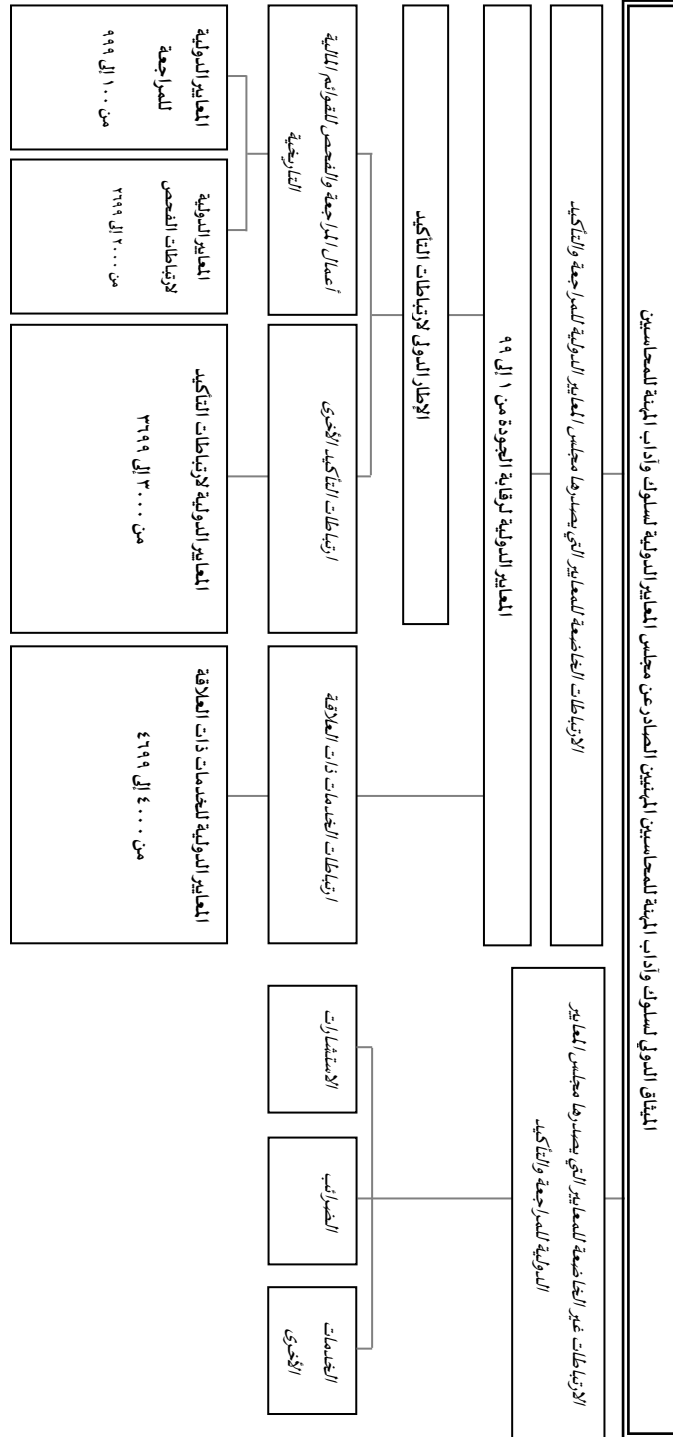 الميثاق الدولي لسلوك وآداب المهنة للمحاسبين المهنيين الصادر عن مجلس المعايير الدولية لسلوك وآداب المهنة للمحاسبين
الارتباطات الخاضعة للمعايير التي يصدرها مجلس المعايير الدولية للمراجعة والتأكيد
الارتباطات غير الخاضعة للمعايير التي يصدرها مجلس المعايير
الدولية للمراجعة والتأكيد
المعايير الدولية لرقابة الجودة من ١ إلى ٩٩
الإطار الدولي لارتباطات التأكيد
أعمال المراجعة والفحص للقوائم المالية
التاريخية
ارتباطات التأكيد الأخرى
ارتباطات الخدمات ذات العلاقة
الاستشارات
الضرائب
الخدمات
الأخرى
المعايير الدولية
للمراجعة
من ١٠٠ إلى ٩٩٩
المعايير الدولية
لارتباطات الفحص
من ٢٠٠٠ إلى ٢٦٩٩
المعايير الدولية لارتباطات التأكيد
من ٣٠٠٠ إلى ٣٦٩٩
المعايير الدولية للخدمات ذات العلاقة
من ٤٠٠٠ إلى ٤٦٩٩